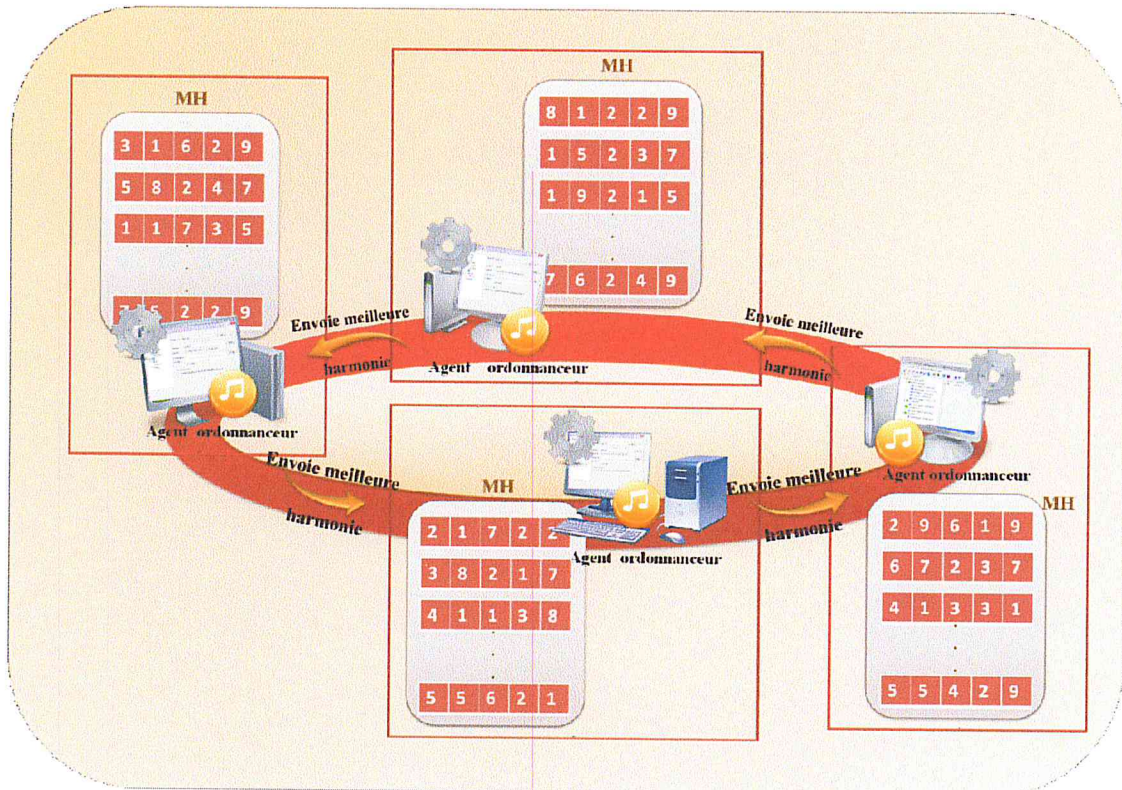 MH
3 1 6 2 9
5 8 2 4 7
1 1 7 3 5
.
.
2 2 9
Agent ordonnanceur
MH
8 1 2 2 9
1 5 2 3 7
1 9 2 1 5
.
.
.
7 6 2 4 9
Agent ordonnanceur
Envoie meilleure
harmonie
Envoie meilleure
harmonie
Envoie meilleure
harmonie
MH
2 1 7 2 2
3 8 2 1 7
4 1 1 3 8
.
.
.
5 5 6 2 1
Agent ordonnanceur
Envoie meilleure
harmonie
Agent ordonnanceur
MH
2 9 6 1 9
6 7 2 3 7
4 1 3 3 1
.
.
.
5 5 4 2 9